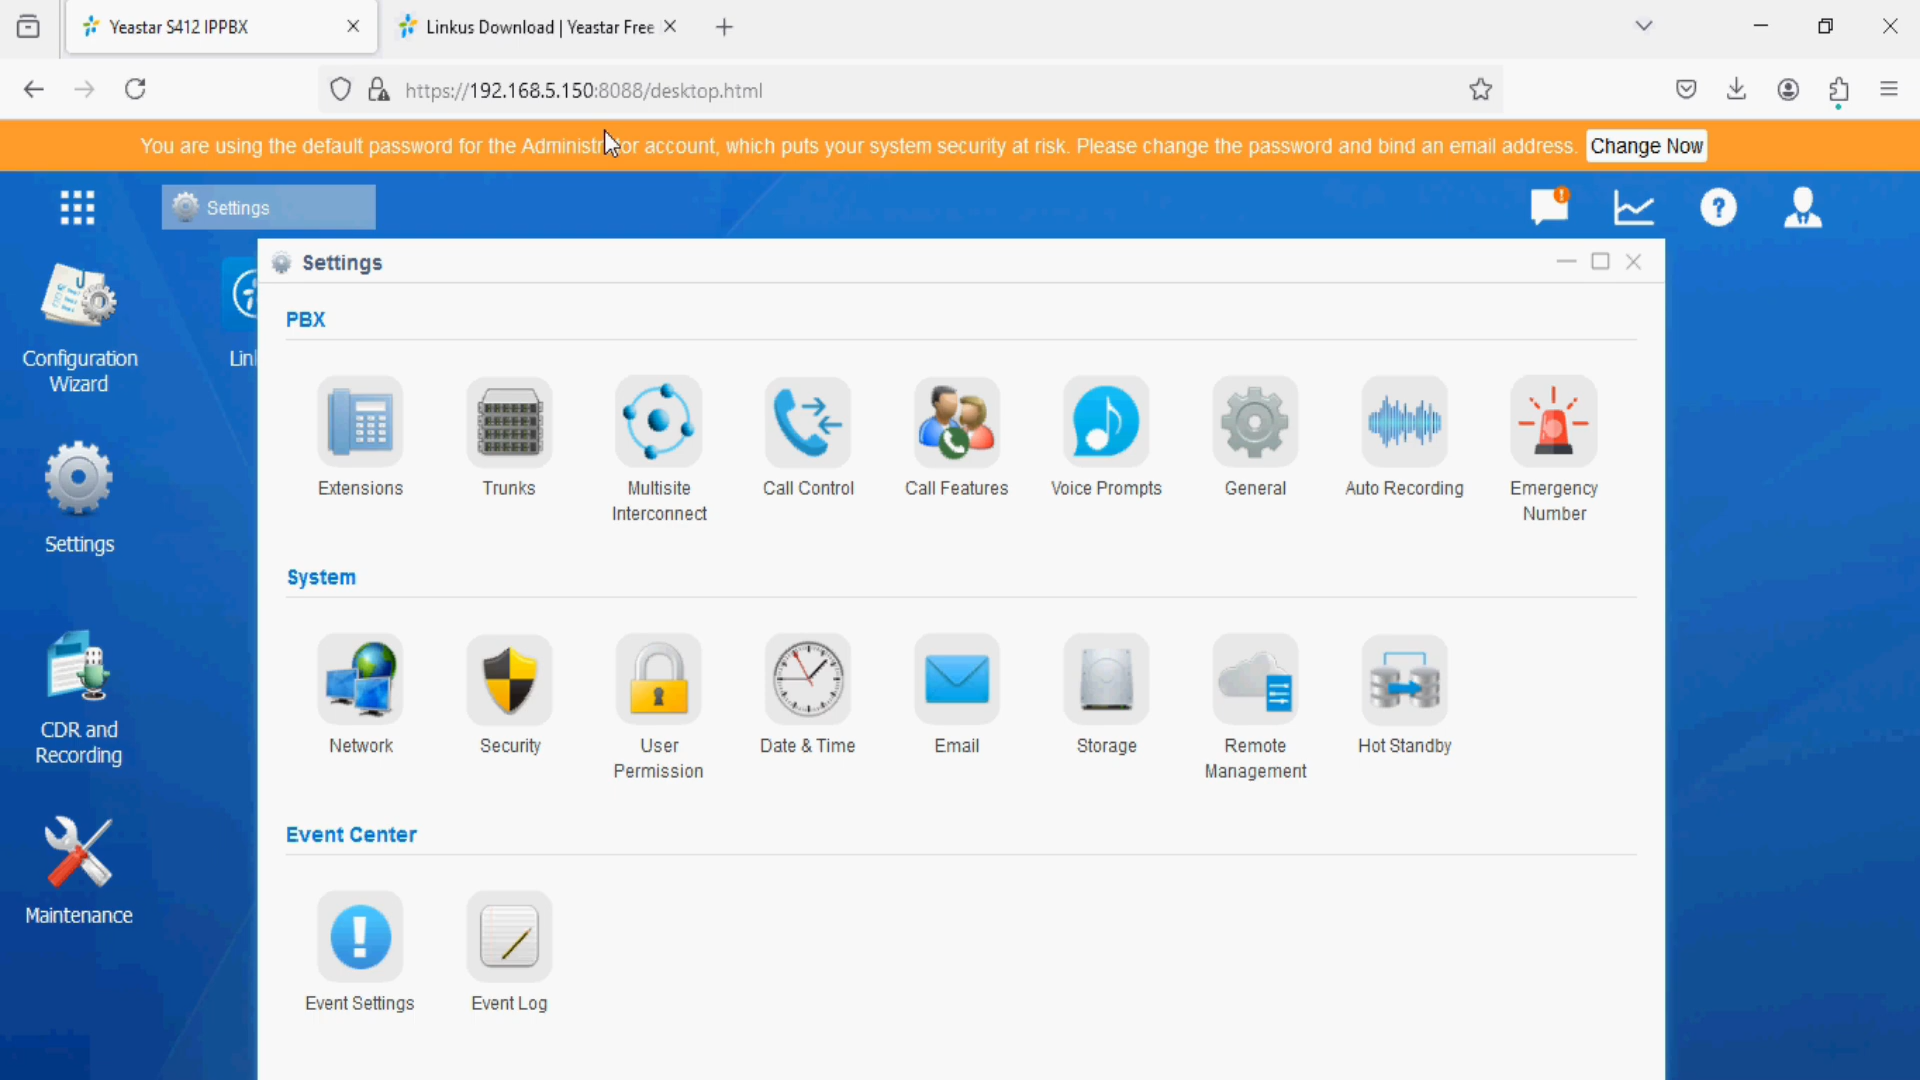 Yeastar S412 IPPBX
Linkus Download | Yeastar Free
https://192.168.5.150:8088/desktop.html
You are using the default password for the Administr or account, which puts your system security at risk. Please change the password and bind an email address. Change Now
Settings
Settings
Configuration
Wizard
Settings
CDR and
Recording
Maintenance
PBX
Extensions
Trunks
Multisite
Interconnect
Call Control
Call Features
Voice Prompts
General
Auto Recording
Emergency
Number
System
Network
Security
User
Permission
Date & Time
Email
Storage
Remote
Management
Hot Standby
Event Center
Event Settings
Event Log